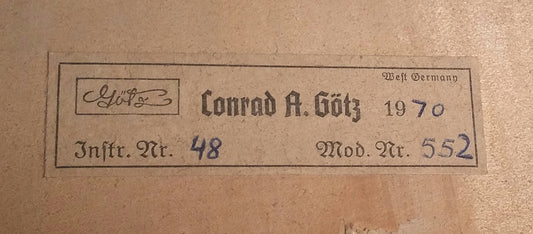 West Germany
Götz Conrad A. Götz 1970
Instr. Nr. 48 Mod. Nr. 552